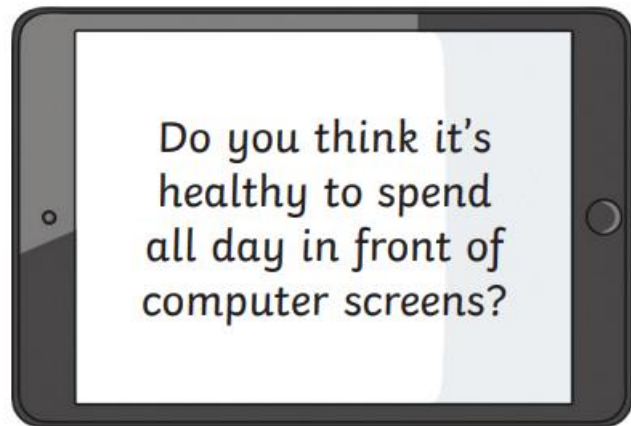 Do you think it's
healthy to spend
all day in front of
computer screens?